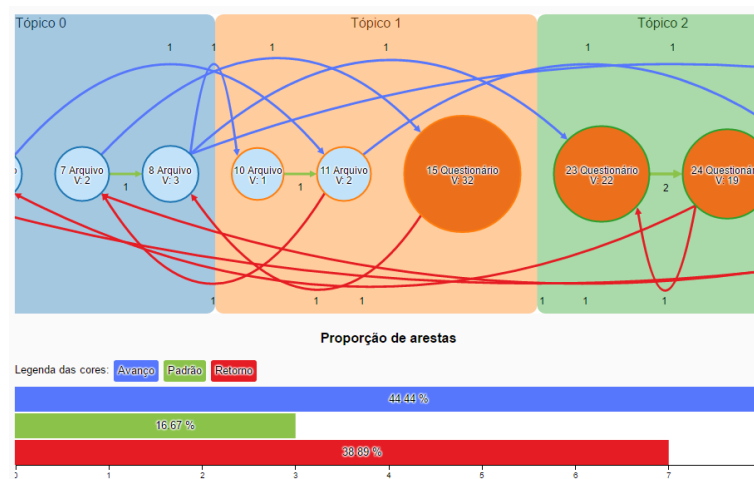 Tópico 0
Tópico 1
Tópico 2
1 1 1 1 1 1
7 Arquivo
V: 2
8 Arquivo
V: 3
10 Arquivo
V: 1
11 Arquivo
V: 2
15 Questionário
V: 32
23 Questionário
V: 22
24 Questionário
V: 19
1 1 2
1 1 1 1 1 1
Proporção de arestas
Legenda das cores: Avanço Padrão Retorno
44.44 %
16.67 %
38.89 %
0 1 2 3 4 5 6 7